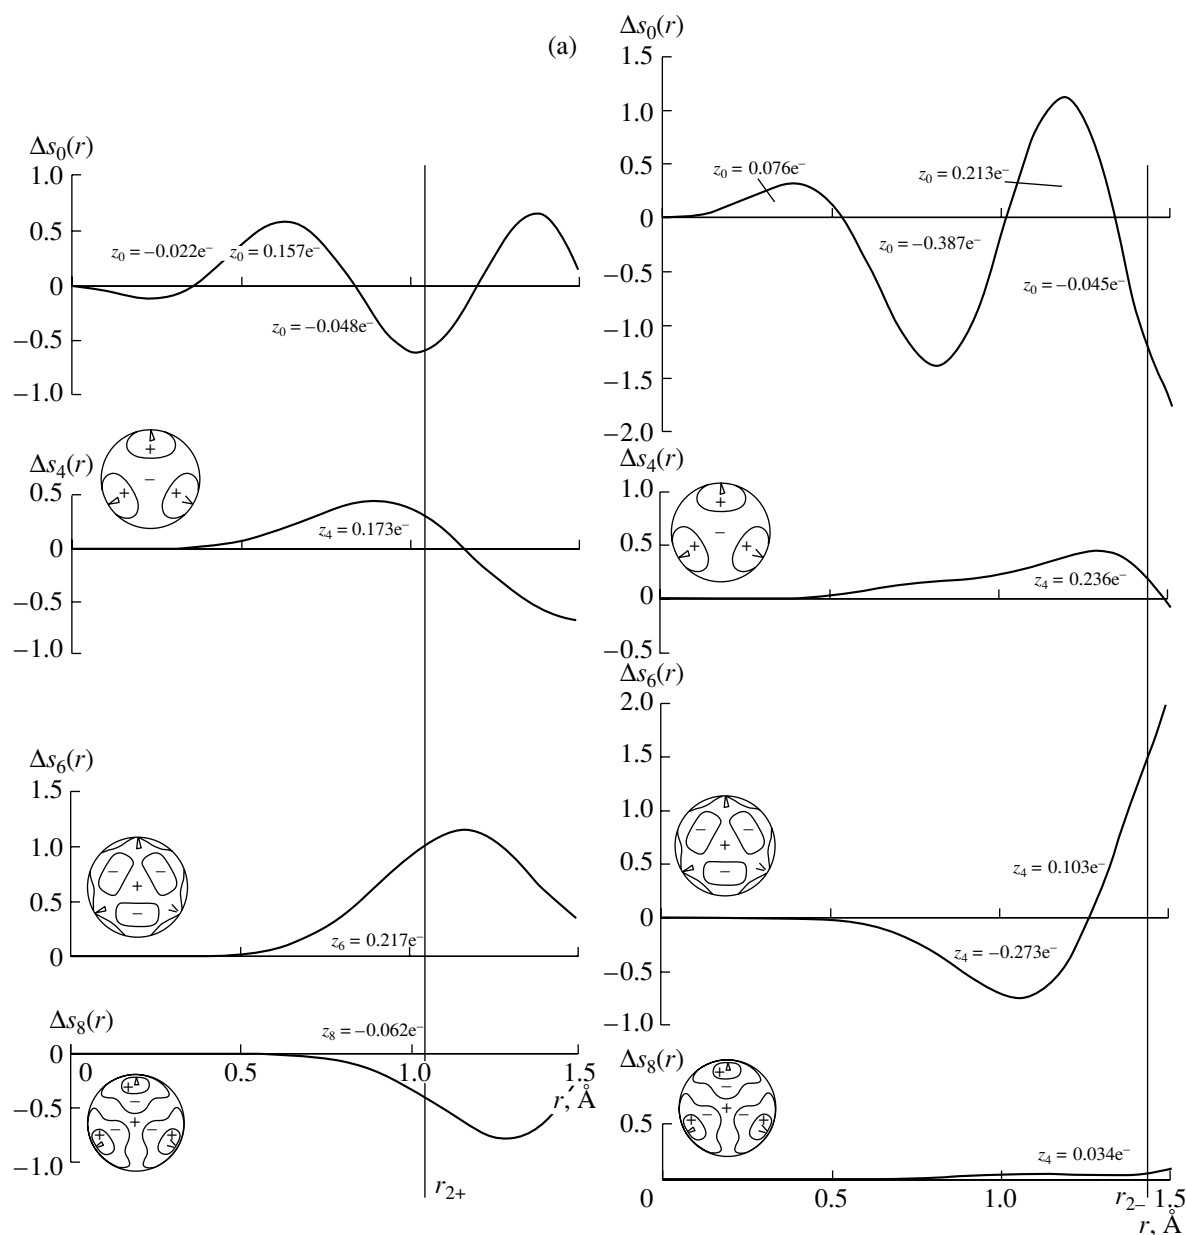 (a)
Δs0(r)
1.0
0.5
0
−0.5
−1.0
z0 = −0.022e−
z0 = 0.157e−
z0 = −0.048e−
Δs4(r)
0.5
0
−0.5
−1.0
+
−
+
+
z4 = 0.173e−
Δs6(r)
1.5
1.0
0.5
0
−
−
+
−
z6 = 0.217e−
Δs8(r)
0
−0.5
−1.0
z8 = −0.062e−
+
−
+
+
−
−
+
0
0.5
1.0
1.5
r, Å
r2+
Δs0(r)
1.5
1.0
0.5
0
−0.5
−1.0
−1.5
−2.0
z0 = 0.076e−
z0 = 0.213e−
z0 = −0.387e−
z0 = −0.045e−
Δs4(r)
1.0
0.5
0
−0.5
+
−
+
+
z4 = 0.236e−
Δs6(r)
2.0
1.5
1.0
0.5
0
−0.5
−1.0
−
−
+
−
z4 = 0.103e−
z4 = −0.273e−
Δs8(r)
0.5
0
+
−
+
+
−
−
+
z4 = 0.034e−
0.5
1.0
r2−
1.5
r, Å